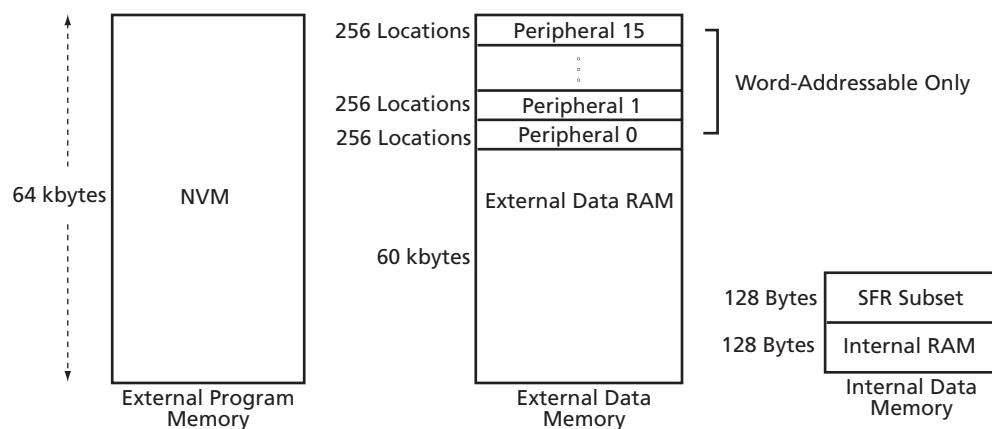 256 Locations
Peripheral 15
256 Locations
Peripheral 1
Word-Addressable Only
256 Locations
Peripheral 0
64 kbytes
NVM
External Data RAM
60 kbytes
128 Bytes
SFR Subset
128 Bytes
Internal RAM
External Program
Memory
External Data
Memory
Internal Data
Memory